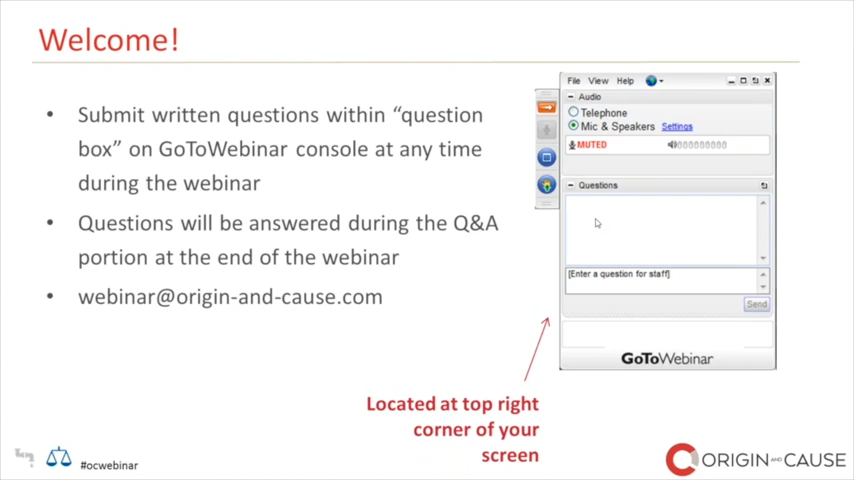 Welcome!
• Submit written questions within “question
box” on GoToWebinar console at any time
during the webinar
• Questions will be answered during the Q&A
portion at the end of the webinar
• webinar@origin-and-cause.com
File View Help
Audio
Telephone
Mic & Speakers Settings
MUTED
Questions
[Enter a question for staff]
Send
GoToWebinar
Located at top right
corner of your
screen
#ocwebinar
ORIGIN AND CAUSE